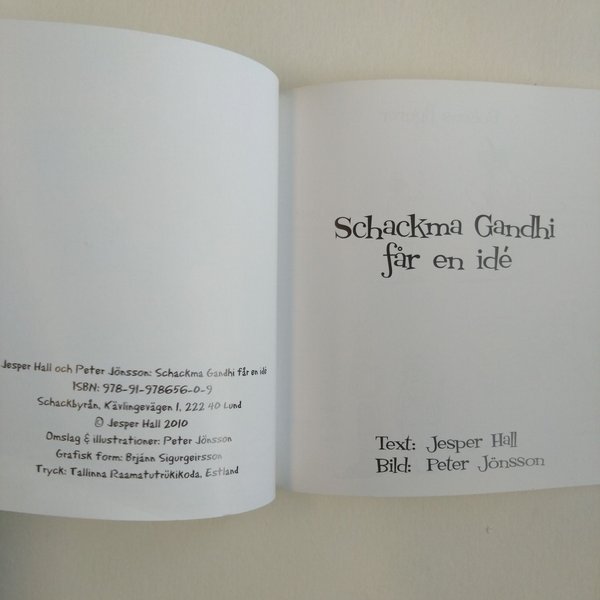 Jesper Hall och Peter Jönsson: Schackma Gandhi får en idé
ISBN: 978-91-978656-0-9
Schackbyrån, Kävlingevägen 1, 222 40 Lund
© Jesper Hall 2010
Omslag & illustrationer: Peter Jönsson
Grafisk form: Brjánn Sigurgeirsson
Tryck: Tallinna Raamatutrükikoda, Estland
Schackma Gandhi
får en idé
Text: Jesper Hall
Bild: Peter Jönsson